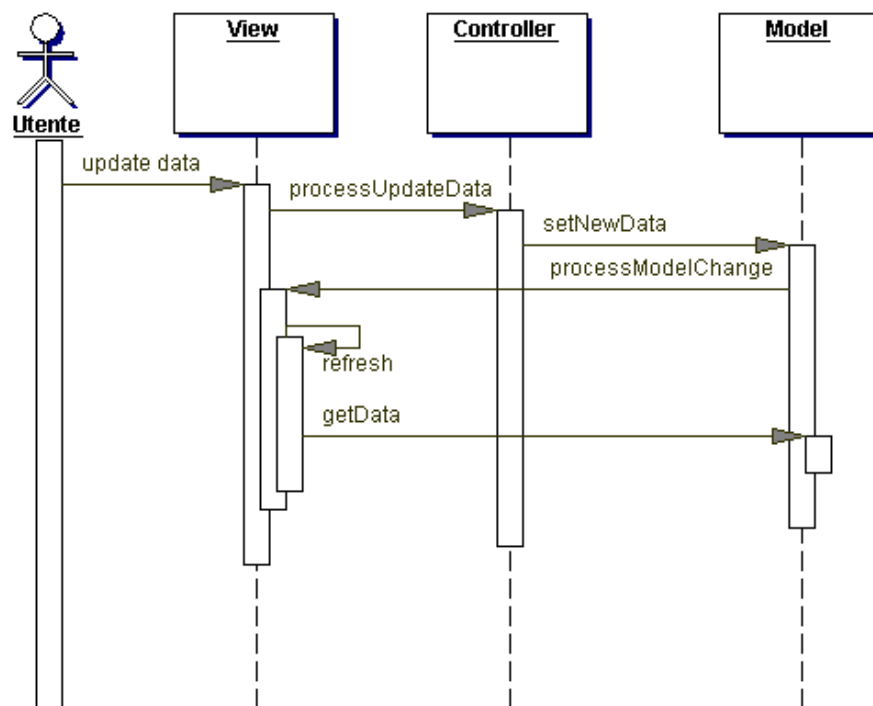 View
Controller
Model
Utente
update data
processUpdateData
setNewData
processModelChange
refresh
getData